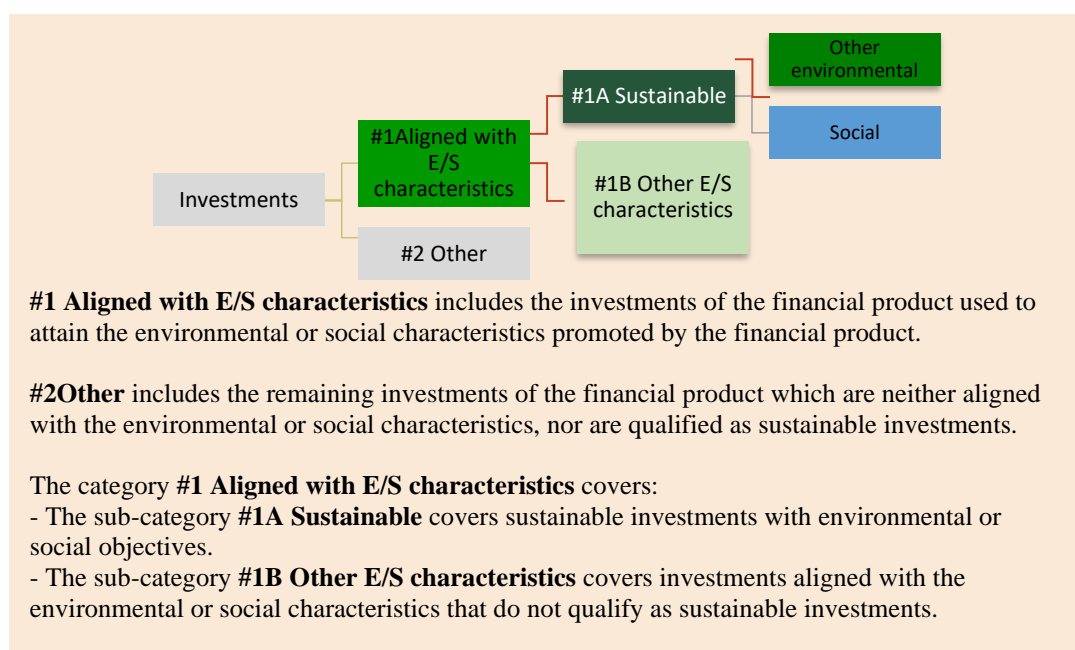 Other
environmental
#1A Sustainable
#1Aligned with
E/S
characteristics
Social
#1B Other E/S
characteristics
Investments
#2 Other
#1 Aligned with E/S characteristics includes the investments of the financial product used to
attain the environmental or social characteristics promoted by the financial product.
#2Other includes the remaining investments of the financial product which are neither aligned
with the environmental or social characteristics, nor are qualified as sustainable investments.
The category #1 Aligned with E/S characteristics covers:
- The sub-category #1A Sustainable covers sustainable investments with environmental or
social objectives.
- The sub-category #1B Other E/S characteristics covers investments aligned with the
environmental or social characteristics that do not qualify as sustainable investments.